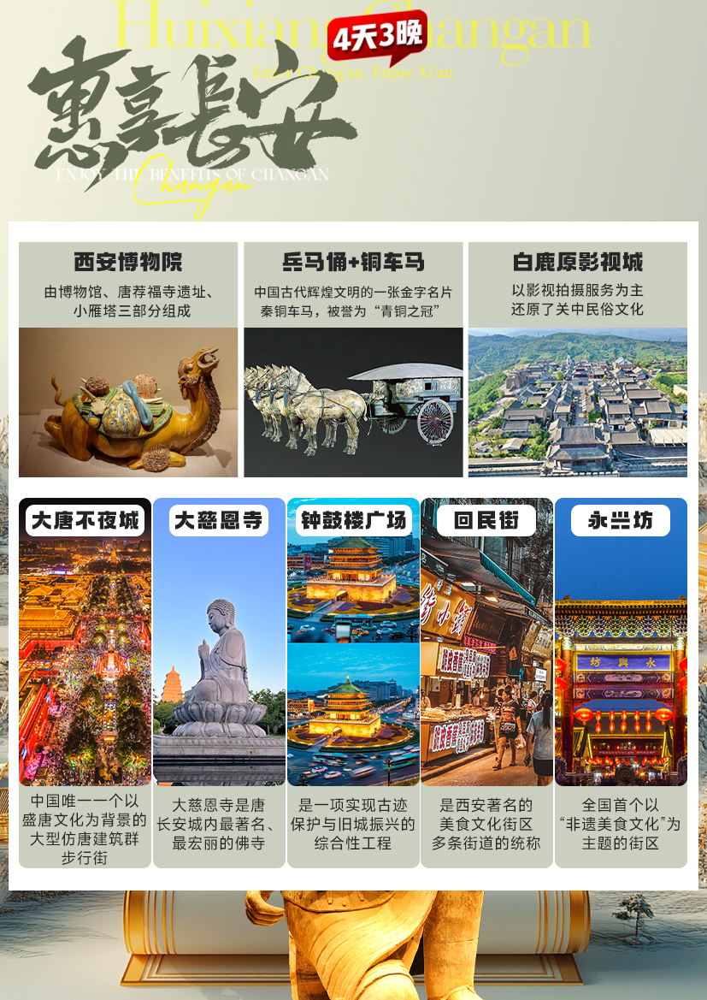 Huixiang Changan
4天3晚
Enjoy Chang'an, Enjoy Xi'an
惠享長安
ENJOY THE BENEFITS OF CHANGAN
Changan
西安博物院
由博物馆、唐荐福寺遗址、
小雁塔三部分组成
兵马俑+铜车马
中国古代辉煌文明的一张金字名片
秦铜车马，被誉为“青铜之冠”
白鹿原影视城
以影视拍摄服务为主
还原了关中民俗文化
大唐不夜城
中国唯一一个以
盛唐文化为背景的
大型仿唐建筑群
步行街
大慈恩寺
大慈恩寺是唐
长安城内最著名、
最宏丽的佛寺
钟鼓楼广场
是一项实现古迹
保护与旧城振兴的
综合性工程
回民街
是西安著名的
美食文化街区
多条街道的统称
永兴坊
坊興永
全国首个以
“非遗美食文化”为
主题的街区